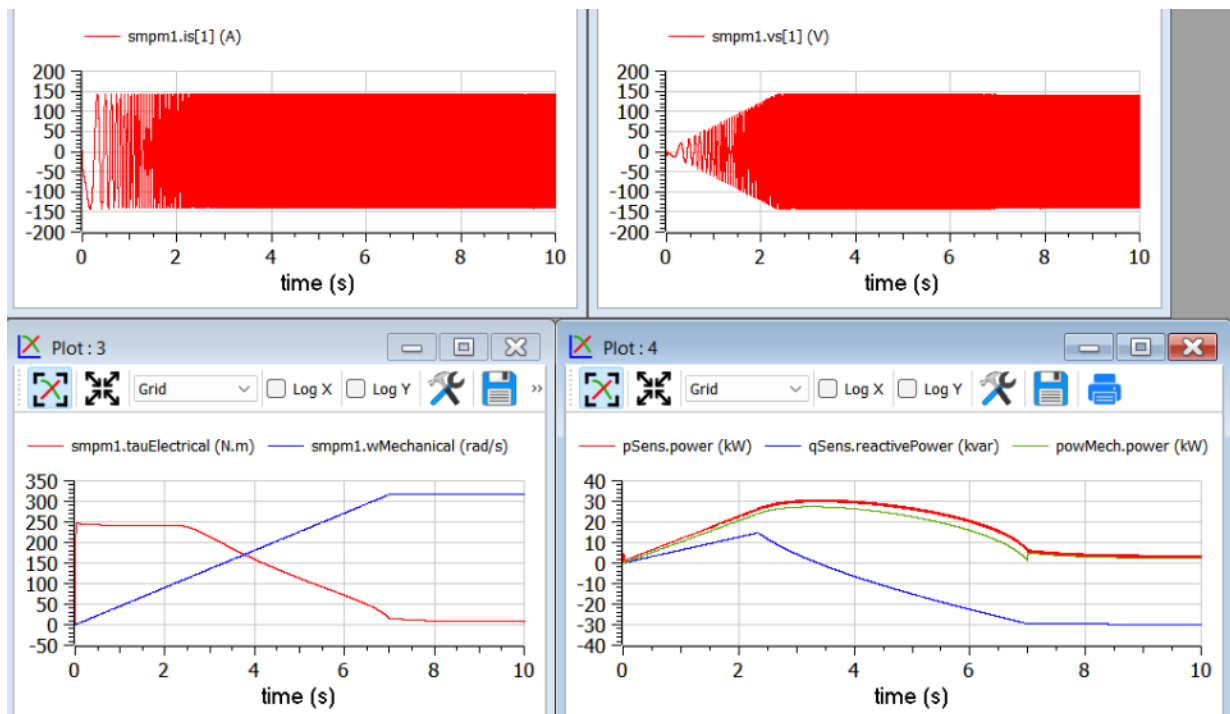 smpm1.is[1] (A)
200
150
100
50
0
-50
-100
-150
-200
0 2 4 6 8 10
time (s)
smpm1.vs[1] (V)
200
150
100
50
0
-50
-100
-150
-200
0 2 4 6 8 10
time (s)
Plot : 3
Grid Log X Log Y »
smpm1.tauElectrical (N.m) smpm1.wMechanical (rad/s)
350
300
250
200
150
100
50
0
-50
0 2 4 6 8 10
time (s)
Plot : 4
Grid Log X Log Y
pSens.power (kW) qSens.reactivePower (kvar) powMech.power (kW)
40
30
20
10
0
-10
-20
-30
-40
0 2 4 6 8 10
time (s)